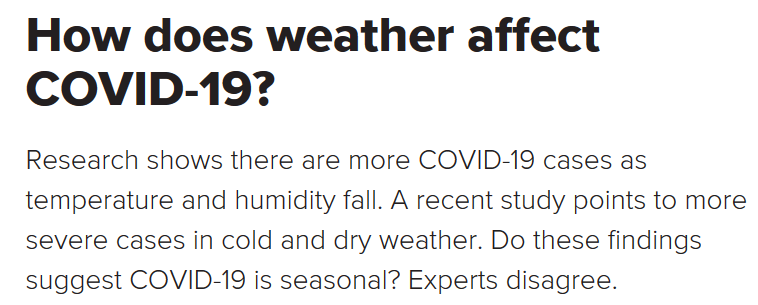 How does weather affect
COVID-19?
Research shows there are more COVID-19 cases as
temperature and humidity fall. A recent study points to more
severe cases in cold and dry weather. Do these findings
suggest COVID-19 is seasonal? Experts disagree.